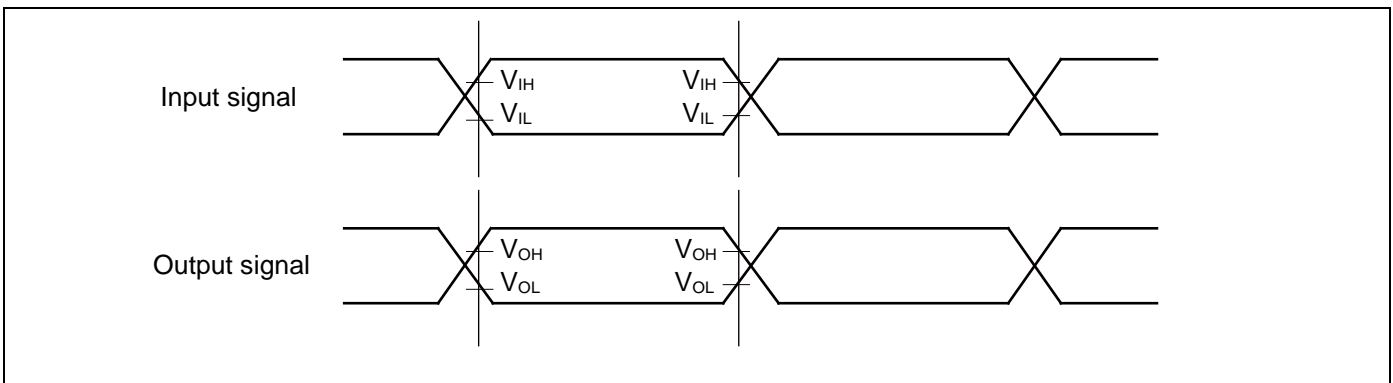 Input signal
VIH
VIH
VIL
VIL
Output signal
VOH
VOH
VOL
VOL